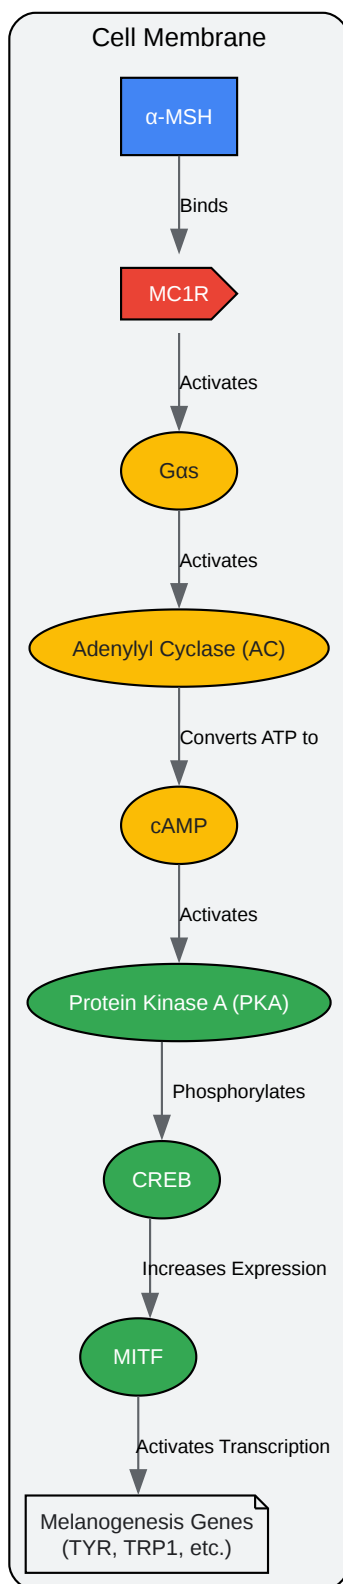 Cell Membrane
α-MSH
Binds
MC1R
Activates
Gαs
Activates
Adenylyl Cyclase (AC)
Converts ATP to
cAMP
Activates
Protein Kinase A (PKA)
Phosphorylates
CREB
Increases Expression
MITF
Activates Transcription
Melanogenesis Genes
(TYR, TRP1, etc.)